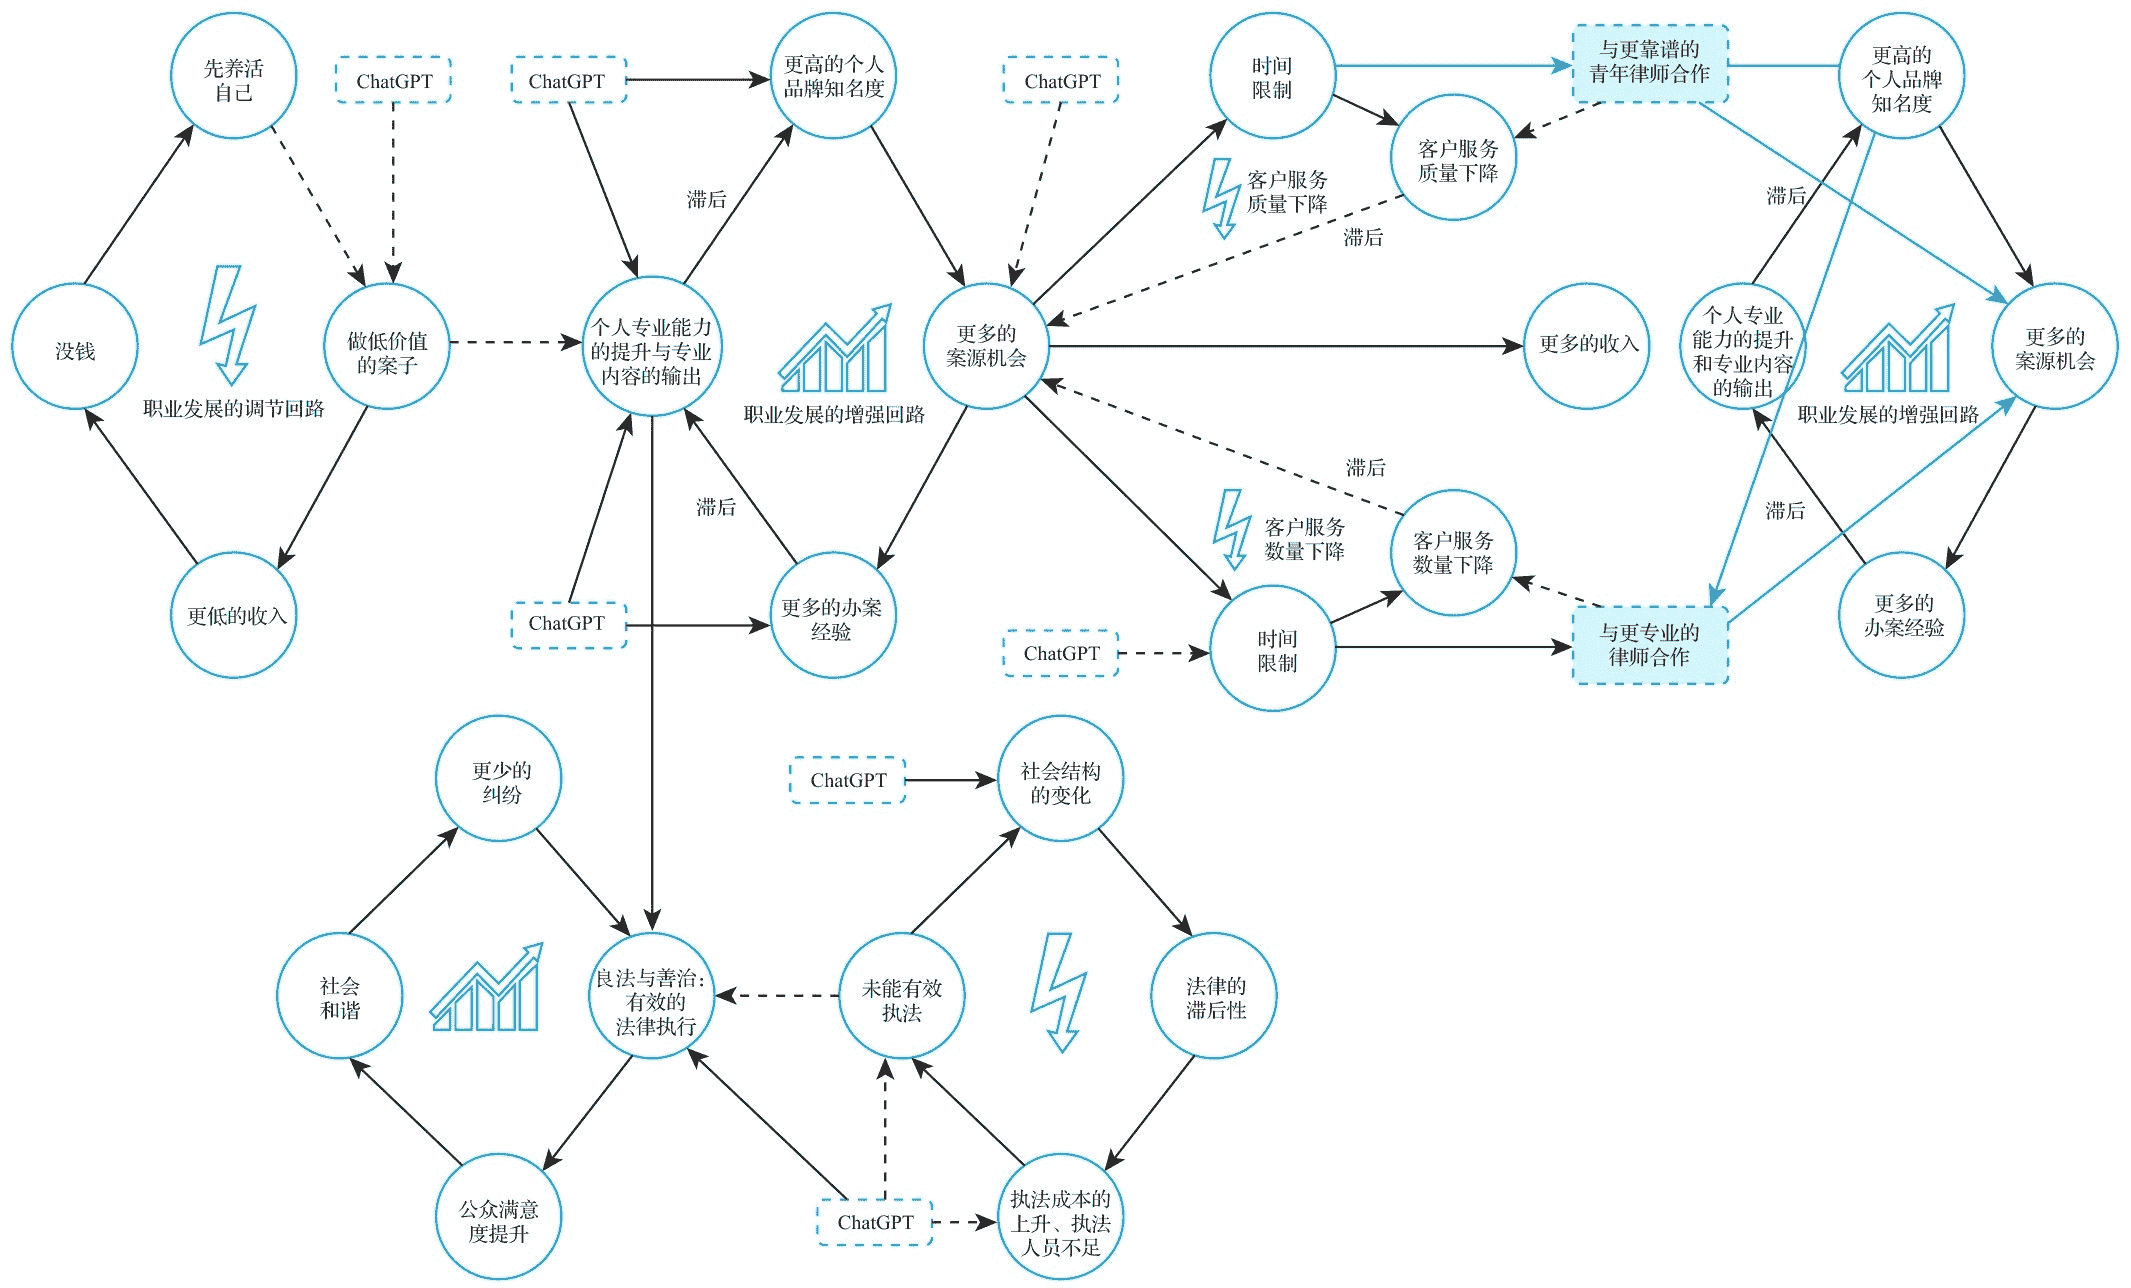 先养活
自己
ChatGPT
没钱
做低价值
的案子
职业发展的调节回路
更低的收入
ChatGPT
更高的个人
品牌知名度
滞后
个人专业能力
的提升与专业
内容的输出
职业发展的增强回路
滞后
ChatGPT
更多的办案
经验
ChatGPT
更多的
案源机会
时间
限制
客户服务
质量下降
客户服务
质量下降
滞后
更多的收入
滞后
客户服务
数量下降
客户服务
数量下降
ChatGPT
时间
限制
与更靠谱的
青年律师合作
与更专业的
律师合作
更高的
个人品牌
知名度
滞后
个人专业
能力的提升
和专业内容
的输出
职业发展的增强回路
更多的
案源机会
滞后
更多的
办案经验
更少的
纠纷
社会
和谐
良法与善治:
有效的
法律执行
公众满意
度提升
ChatGPT
社会结构
的变化
未能有效
执法
法律的
滞后性
ChatGPT
执法成本的
上升、执法
人员不足